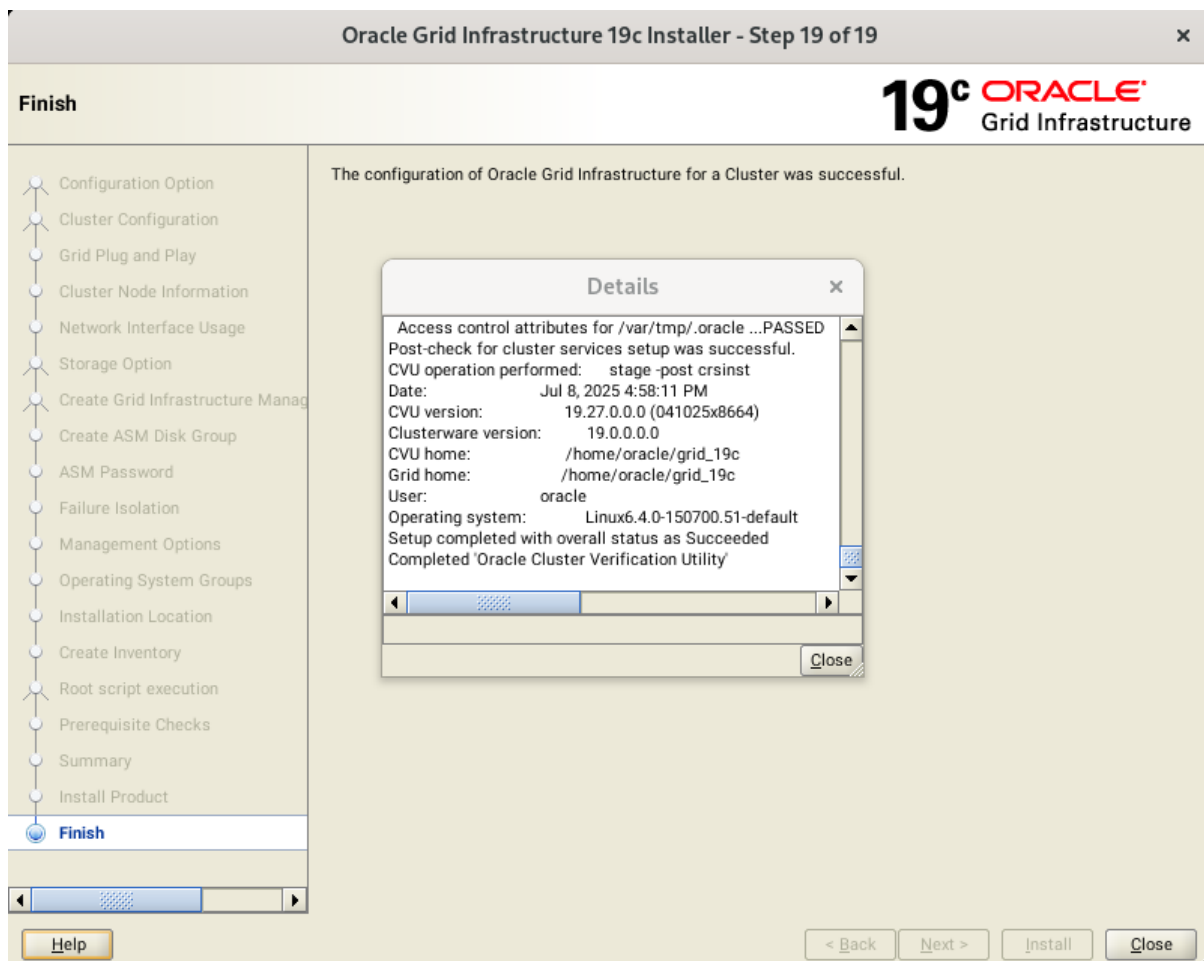 Oracle Grid Infrastructure 19c Installer - Step 19 of 19
Finish
19c ORACLE
Grid Infrastructure
Configuration Option
Cluster Configuration
Grid Plug and Play
Cluster Node Information
Network Interface Usage
Storage Option
Create Grid Infrastructure Manag
Create ASM Disk Group
ASM Password
Failure Isolation
Management Options
Operating System Groups
Installation Location
Create Inventory
Root script execution
Prerequisite Checks
Summary
Install Product
Finish
The configuration of Oracle Grid Infrastructure for a Cluster was successful.
Details
Access control attributes for /var/tmp/.oracle ...PASSED
Post-check for cluster services setup was successful.
CVU operation performed: stage -post crsinst
Date: Jul 8, 2025 4:58:11 PM
CVU version: 19.27.0.0.0 (041025x8664)
Clusterware version: 19.0.0.0.0
CVU home: /home/oracle/grid_19c
Grid home: /home/oracle/grid_19c
User: oracle
Operating system: Linux6.4.0-150700.51-default
Setup completed with overall status as Succeeded
Completed 'Oracle Cluster Verification Utility'
Close
Help
< Back
Next >
Install
Close